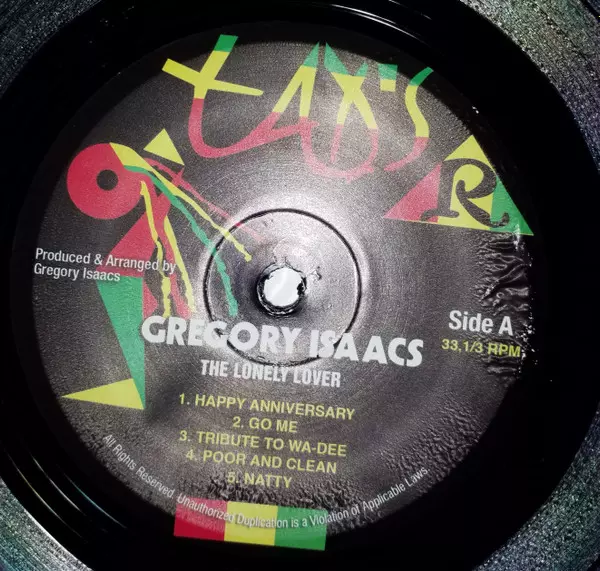 TAXI'S
R
Produced & Arranged by
Gregory Isaacs
GREGORY ISAACS
THE LONELY LOVER
Side A
33,1/3 RPM
1. HAPPY ANNIVERSARY
2. GO ME
3. TRIBUTE TO WA-DEE
4. POOR AND CLEAN
5. NATTY
All Rights Reserved. Unauthorized Duplication is a Violation of Applicable Laws.